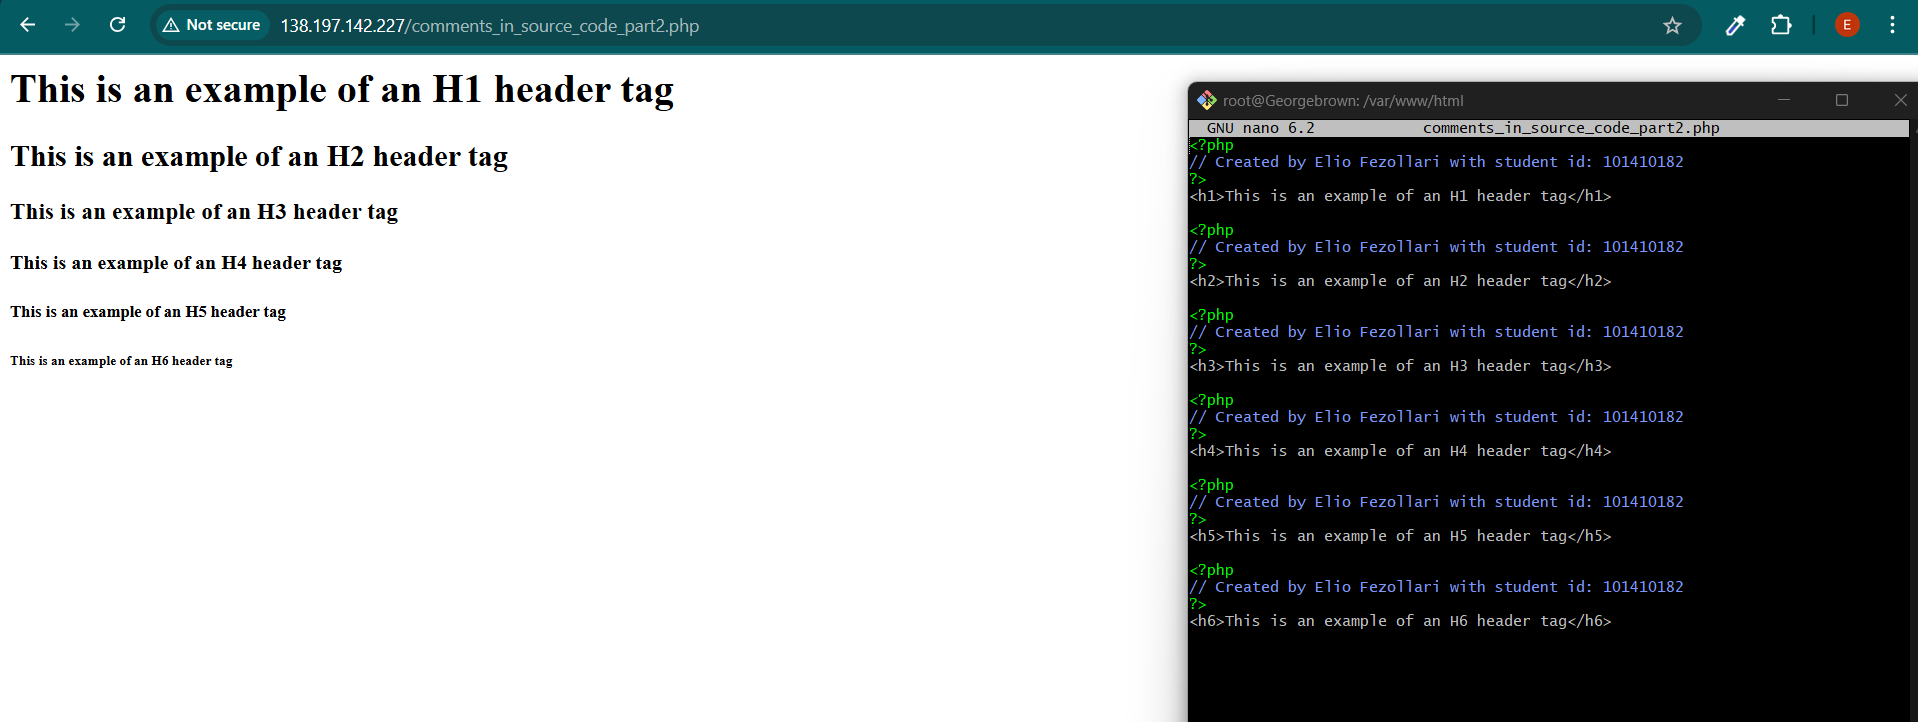 Not secure 138.197.142.227/comments_in_source_code_part2.php
E
This is an example of an H1 header tag
This is an example of an H2 header tag
This is an example of an H3 header tag
This is an example of an H4 header tag
This is an example of an H5 header tag
This is an example of an H6 header tag
root@Georgebrown: /var/www/html
GNU nano 6.2 comments_in_source_code_part2.php
<?php
// Created by Elio Fezollari with student id: 101410182
?>
<h1>This is an example of an H1 header tag</h1>
<?php
// Created by Elio Fezollari with student id: 101410182
?>
<h2>This is an example of an H2 header tag</h2>
<?php
// Created by Elio Fezollari with student id: 101410182
?>
<h3>This is an example of an H3 header tag</h3>
<?php
// Created by Elio Fezollari with student id: 101410182
?>
<h4>This is an example of an H4 header tag</h4>
<?php
// Created by Elio Fezollari with student id: 101410182
?>
<h5>This is an example of an H5 header tag</h5>
<?php
// Created by Elio Fezollari with student id: 101410182
?>
<h6>This is an example of an H6 header tag</h6>